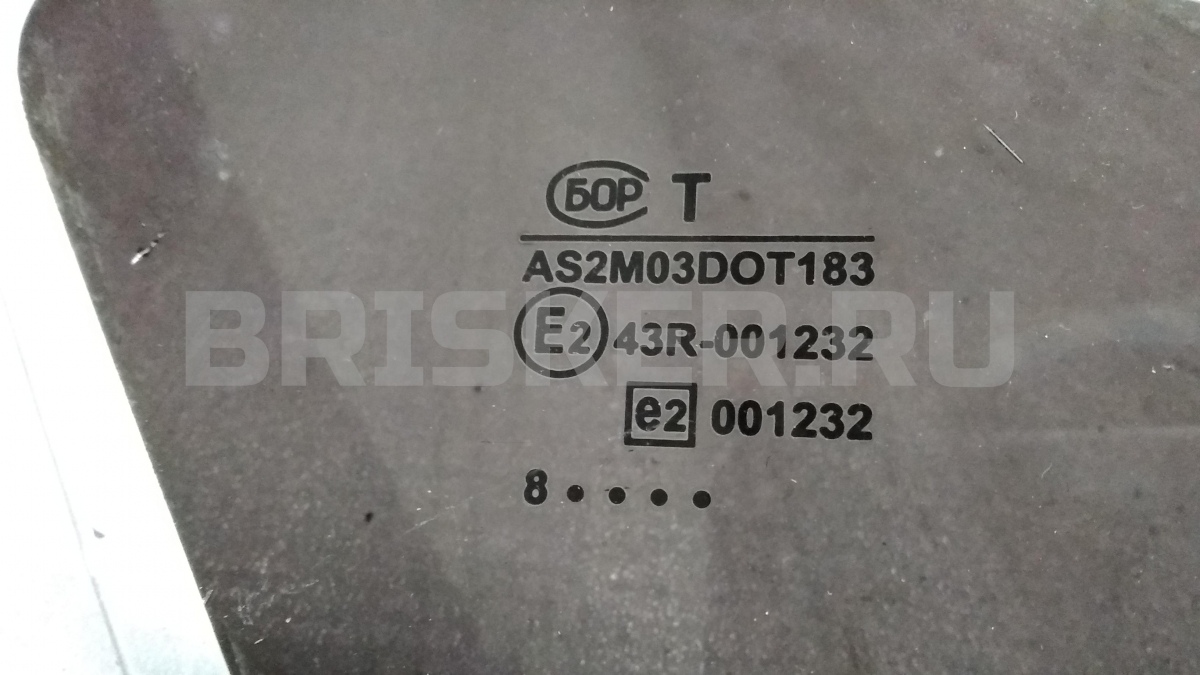 БОР T
AS2M03DOT183
E2 43R-001232
BRISKER.RU
e2 001232
8 • • • •